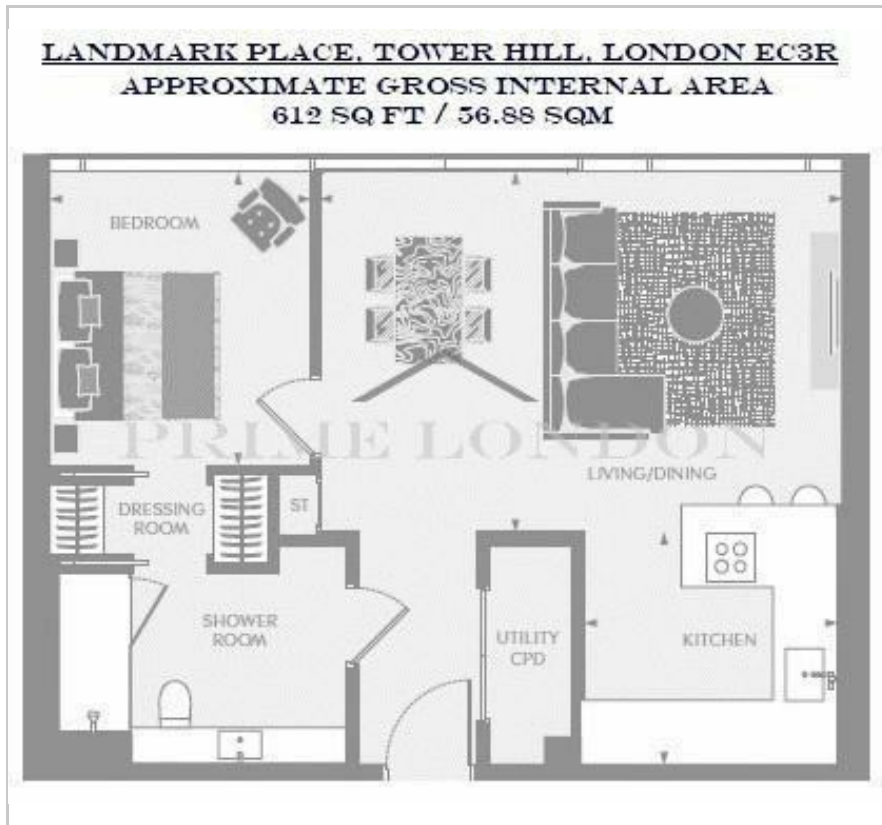 LANDMARK PLACE, TOWER HILL, LONDON EC3R
APPROXIMATE GROSS INTERNAL AREA
612 SQ FT / 56.88 SQM
BEDROOM
PRIME LONDON
LIVING/DINING
DRESSING
ROOM
ST
SHOWER
ROOM
UTILITY
CPD
KITCHEN